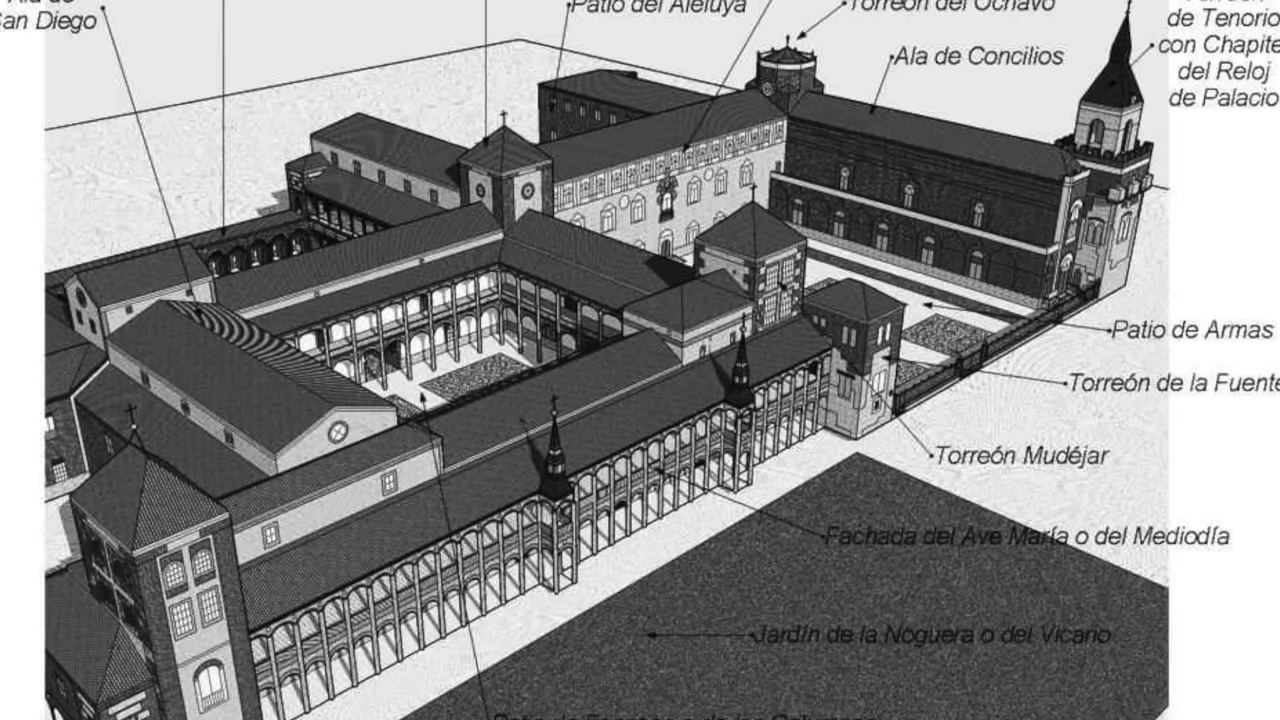 Ala de
San Diego
Patio del Aleluya
Torreón del Ochavo
Torreón
de Tenorio
con Chapite
del Reloj
de Palacio
Ala de Concilios
Patio de Armas
Torreón de la Fuente
Torreón Mudéjar
Fachada del Ave María o del Mediodía
Jardín de la Noguera o del Vicario